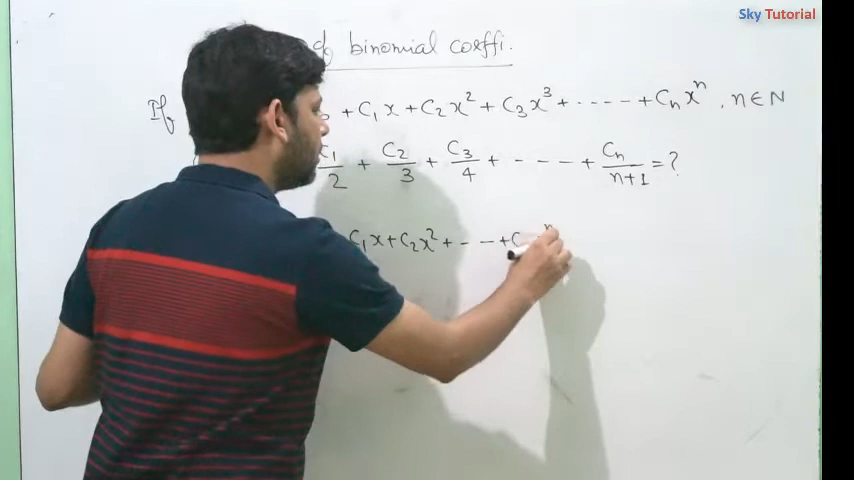 Sky Tutorial
of binomial coeffi.
If + C₁x + C₂x² + C₃x³ + ---- + Cₙxⁿ , n∈N
C₁/2 + C₂/3 + C₃/4 + --- + Cₙ/n+1 = ?
C₁x + C₂x² + -- + C n